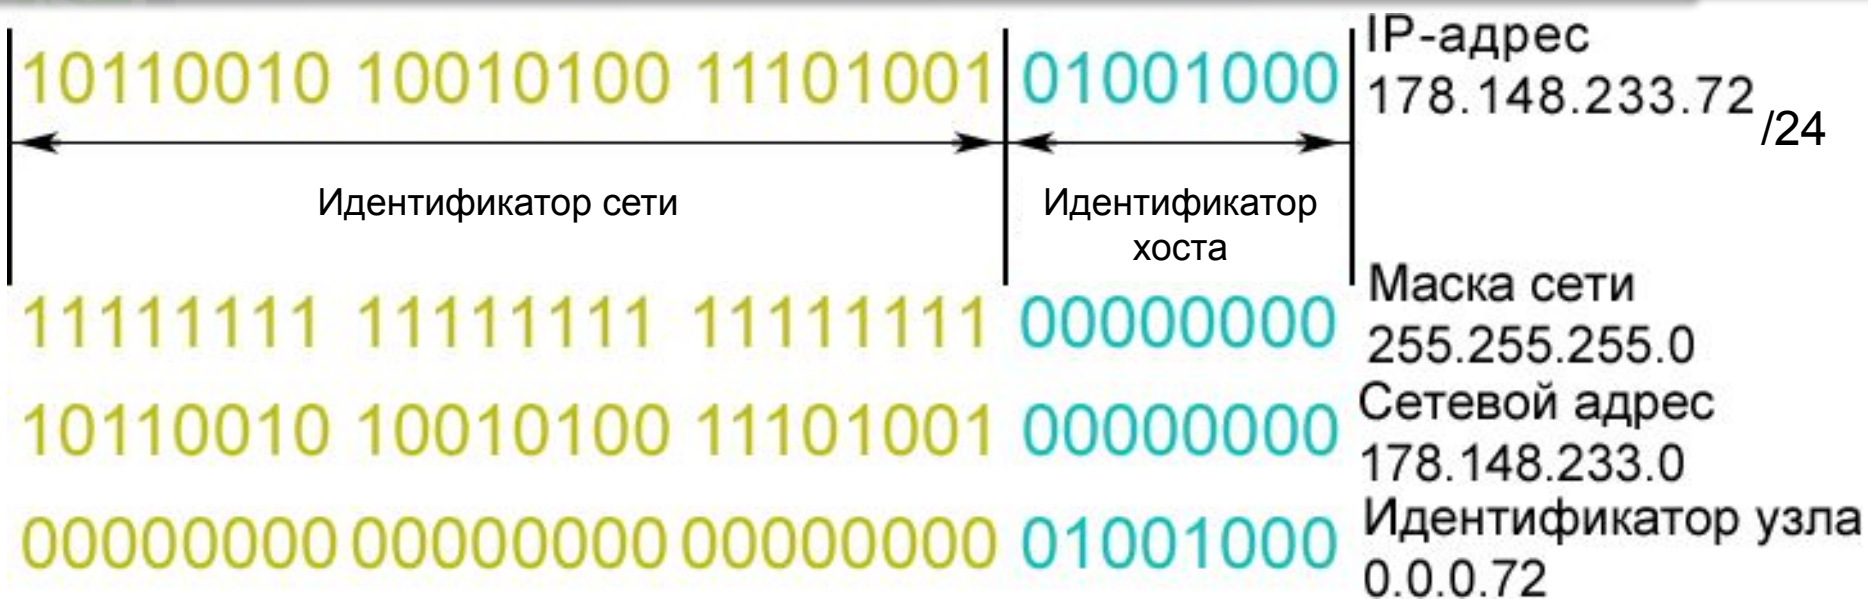 10110010 10010100 11101001 01001000 IP-адрес
178.148.233.72 /24
Идентификатор сети
Идентификатор
хоста
11111111 11111111 11111111 00000000 Маска сети
255.255.255.0
10110010 10010100 11101001 00000000 Сетевой адрес
178.148.233.0
00000000 00000000 00000000 01001000 Идентификатор узла
0.0.0.72